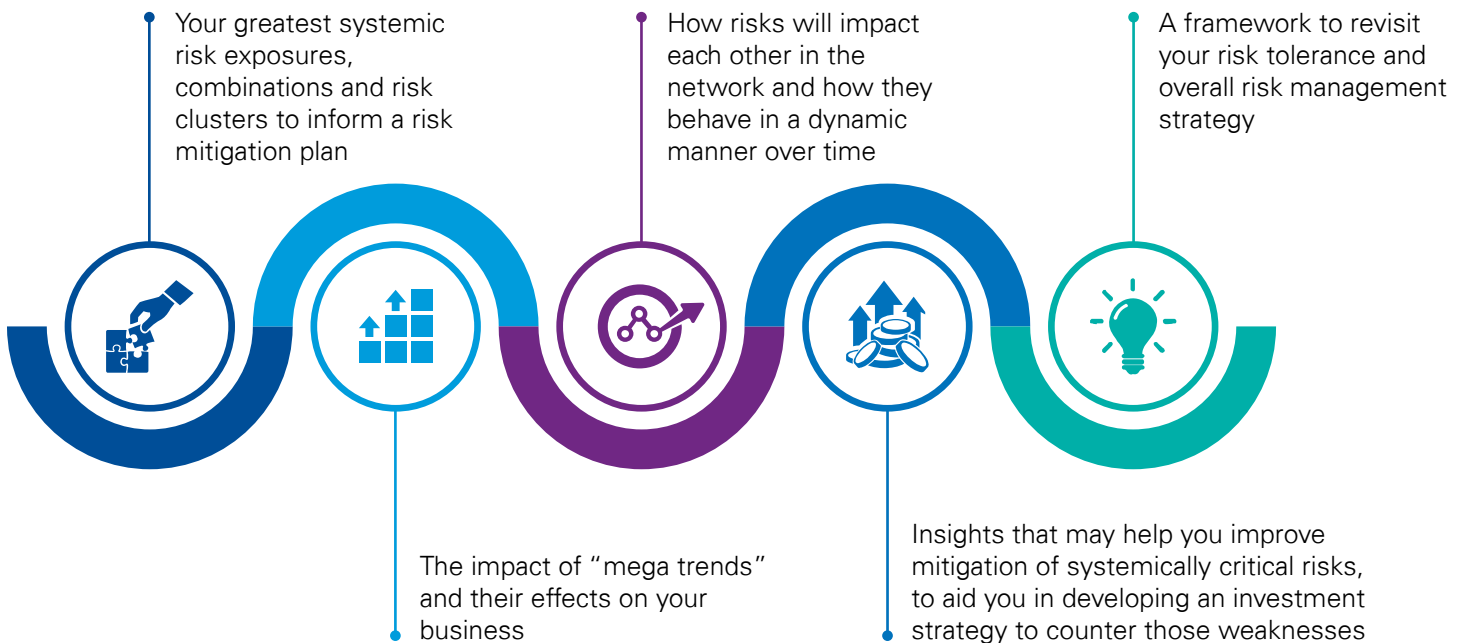 Your greatest systemic
risk exposures,
combinations and risk
clusters to inform a risk
mitigation plan
The impact of “mega trends”
and their effects on your
business
How risks will impact
each other in the
network and how they
behave in a dynamic
manner over time
Insights that may help you improve
mitigation of systemically critical risks,
to aid you in developing an investment
strategy to counter those weaknesses
A framework to revisit
your risk tolerance and
overall risk management
strategy